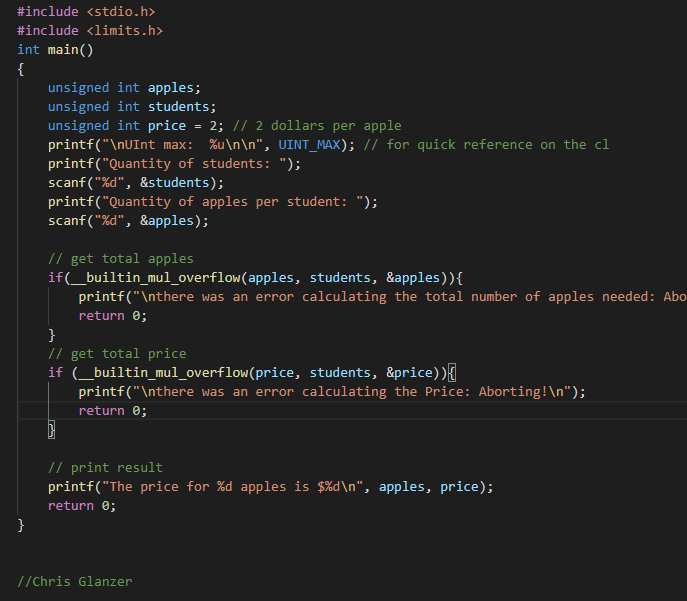 #include <stdio.h>
#include <limits.h>
int main()
{
    unsigned int apples;
    unsigned int students;
    unsigned int price = 2; // 2 dollars per apple
    printf("\nUInt max:  %u\n\n", UINT_MAX); // for quick reference on the cl
    printf("Quantity of students: ");
    scanf("%d", &students);
    printf("Quantity of apples per student: ");
    scanf("%d", &apples);

    // get total apples
    if(__builtin_mul_overflow(apples, students, &apples)){
        printf("\nthere was an error calculating the total number of apples needed: Abo
        return 0;
    }
    // get total price
    if (__builtin_mul_overflow(price, students, &price)){
        printf("\nthere was an error calculating the Price: Aborting!\n");
        return 0;
    }

    // print result
    printf("The price for %d apples is $%d\n", apples, price);
    return 0;
}


//Chris Glanzer